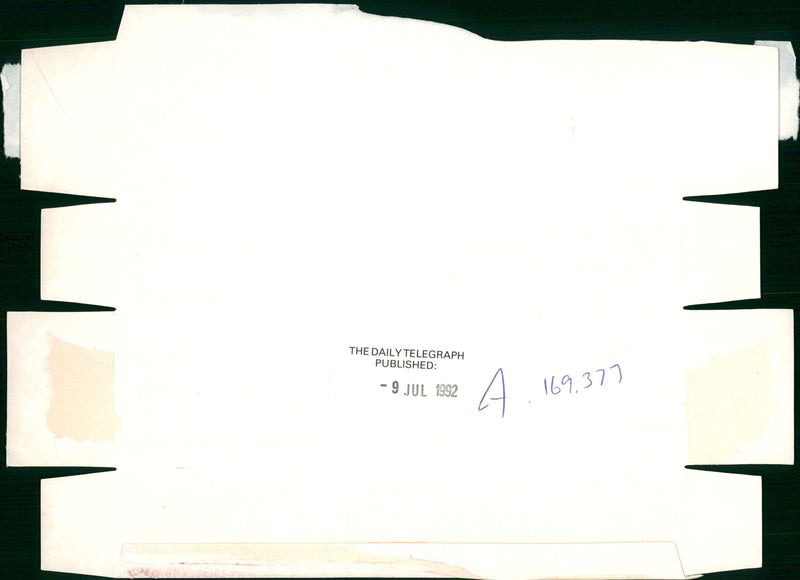 THE DAILY TELEGRAPH
PUBLISHED:
- 9 JUL 1992
A. 169.377